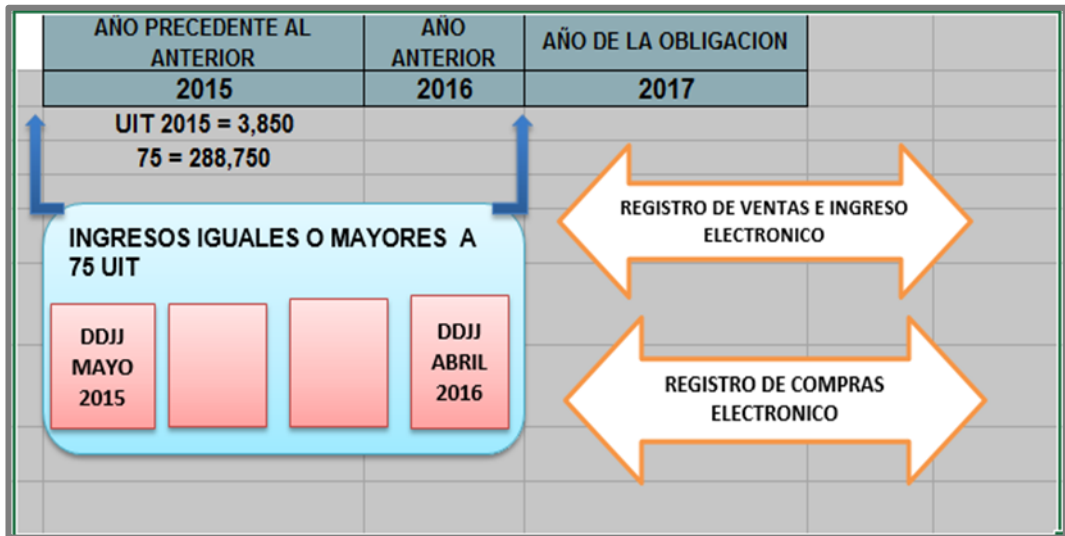 AÑO PRECEDENTE AL
ANTERIOR
AÑO
ANTERIOR
AÑO DE LA OBLIGACION
2015
2016
2017
UIT 2015 = 3,850
75 = 288,750
INGRESOS IGUALES O MAYORES A
75 UIT
DDJJ
MAYO
2015
DDJJ
ABRIL
2016
REGISTRO DE VENTAS E INGRESO
ELECTRONICO
REGISTRO DE COMPRAS
ELECTRONICO